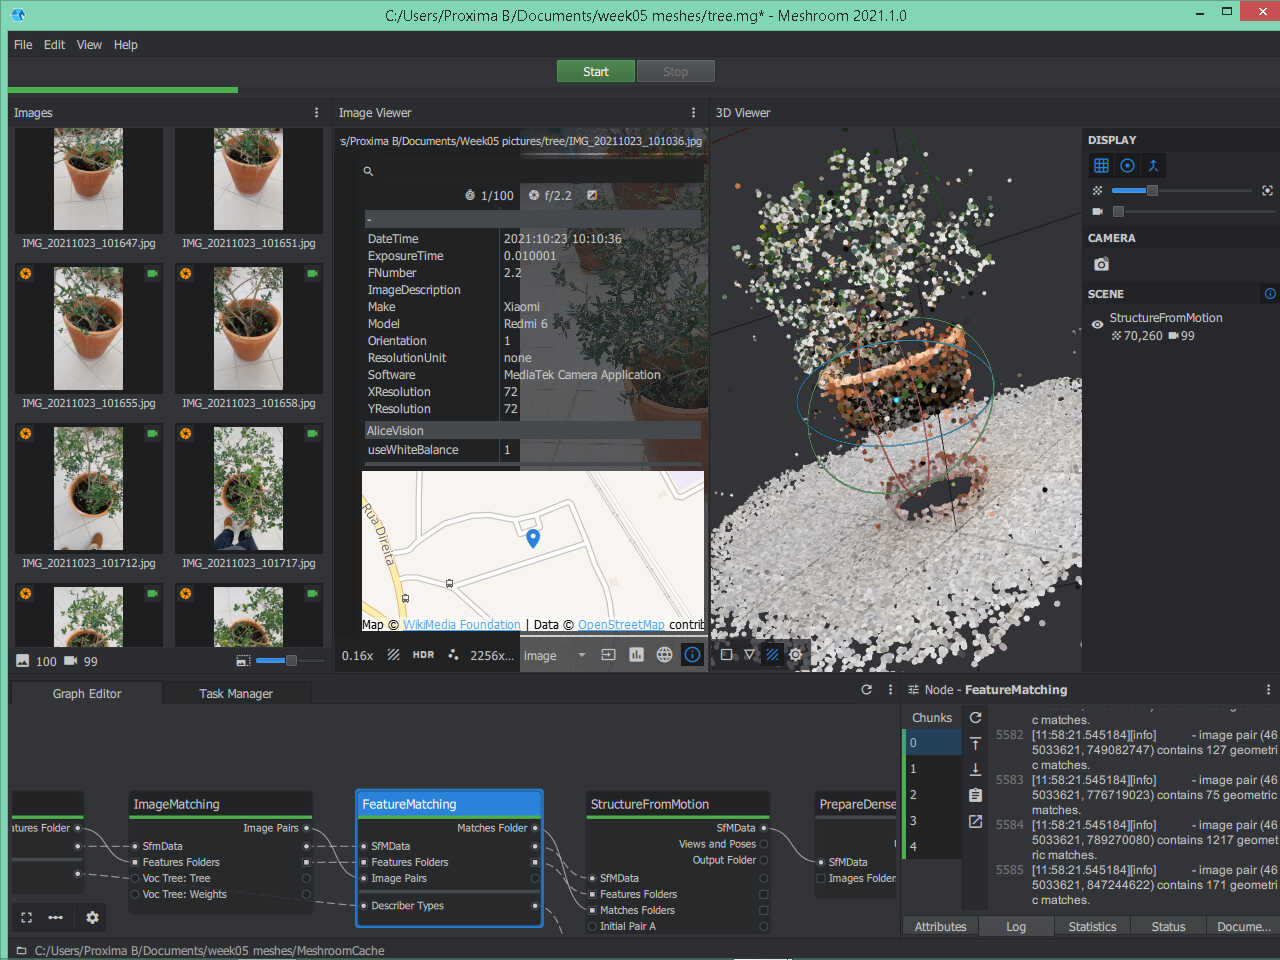 C:/Users/Proxima B/Documents/week05 meshes/tree.mg* - Meshroom 2021.1.0
File Edit View Help
Start Stop
Images
IMG_20211023_101647.jpg IMG_20211023_101651.jpg
IMG_20211023_101655.jpg IMG_20211023_101658.jpg
IMG_20211023_101712.jpg IMG_20211023_101717.jpg
100 99
Image Viewer
s/Proxima B/Documents/Week05 pictures/tree/IMG_20211023_101036.jpg
1/100 f/2.2
-
DateTime 2021:10:23 10:10:36
ExposureTime 0.010001
FNumber 2.2
ImageDescription
Make Xiaomi
Model Redmi 6
Orientation 1
ResolutionUnit none
Software MediaTek Camera Application
XResolution 72
YResolution 72
AliceVision
useWhiteBalance 1
Rua Direita
Map © WikiMedia Foundation | Data © OpenStreetMap contrib
0.16x HDR 2256x... image
3D Viewer
DISPLAY
CAMERA
SCENE
StructureFromMotion
70,260 99
Graph Editor Task Manager
atures Folder
ImageMatching
Image Pairs
SfmData
Features Folders
Voc Tree: Tree
Voc Tree: Weights
FeatureMatching
Matches Folder
SfMData
Features Folders
Image Pairs
Describer Types
StructureFromMotion
SfMData
Views and Poses
Output Folder
SfMData
Features Folders
Matches Folders
Initial Pair A
PrepareDense
SfMData
Images Folder
Node - FeatureMatching
Chunks
0
1
2
3
4
c matches.
5582 [11:58:21.545184][info] - image pair (46
5033621, 749082747) contains 127 geometri
c matches.
5583 [11:58:21.545184][info] - image pair (46
5033621, 776719023) contains 75 geometric
matches.
5584 [11:58:21.545184][info] - image pair (46
5033621, 789270080) contains 1217 geomet
ric matches.
5585 [11:58:21.545184][info] - image pair (46
5033621, 847244622) contains 171 geometri
c matches.
Attributes Log Statistics Status Docume...
C:/Users/Proxima B/Documents/week05 meshes/MeshroomCache